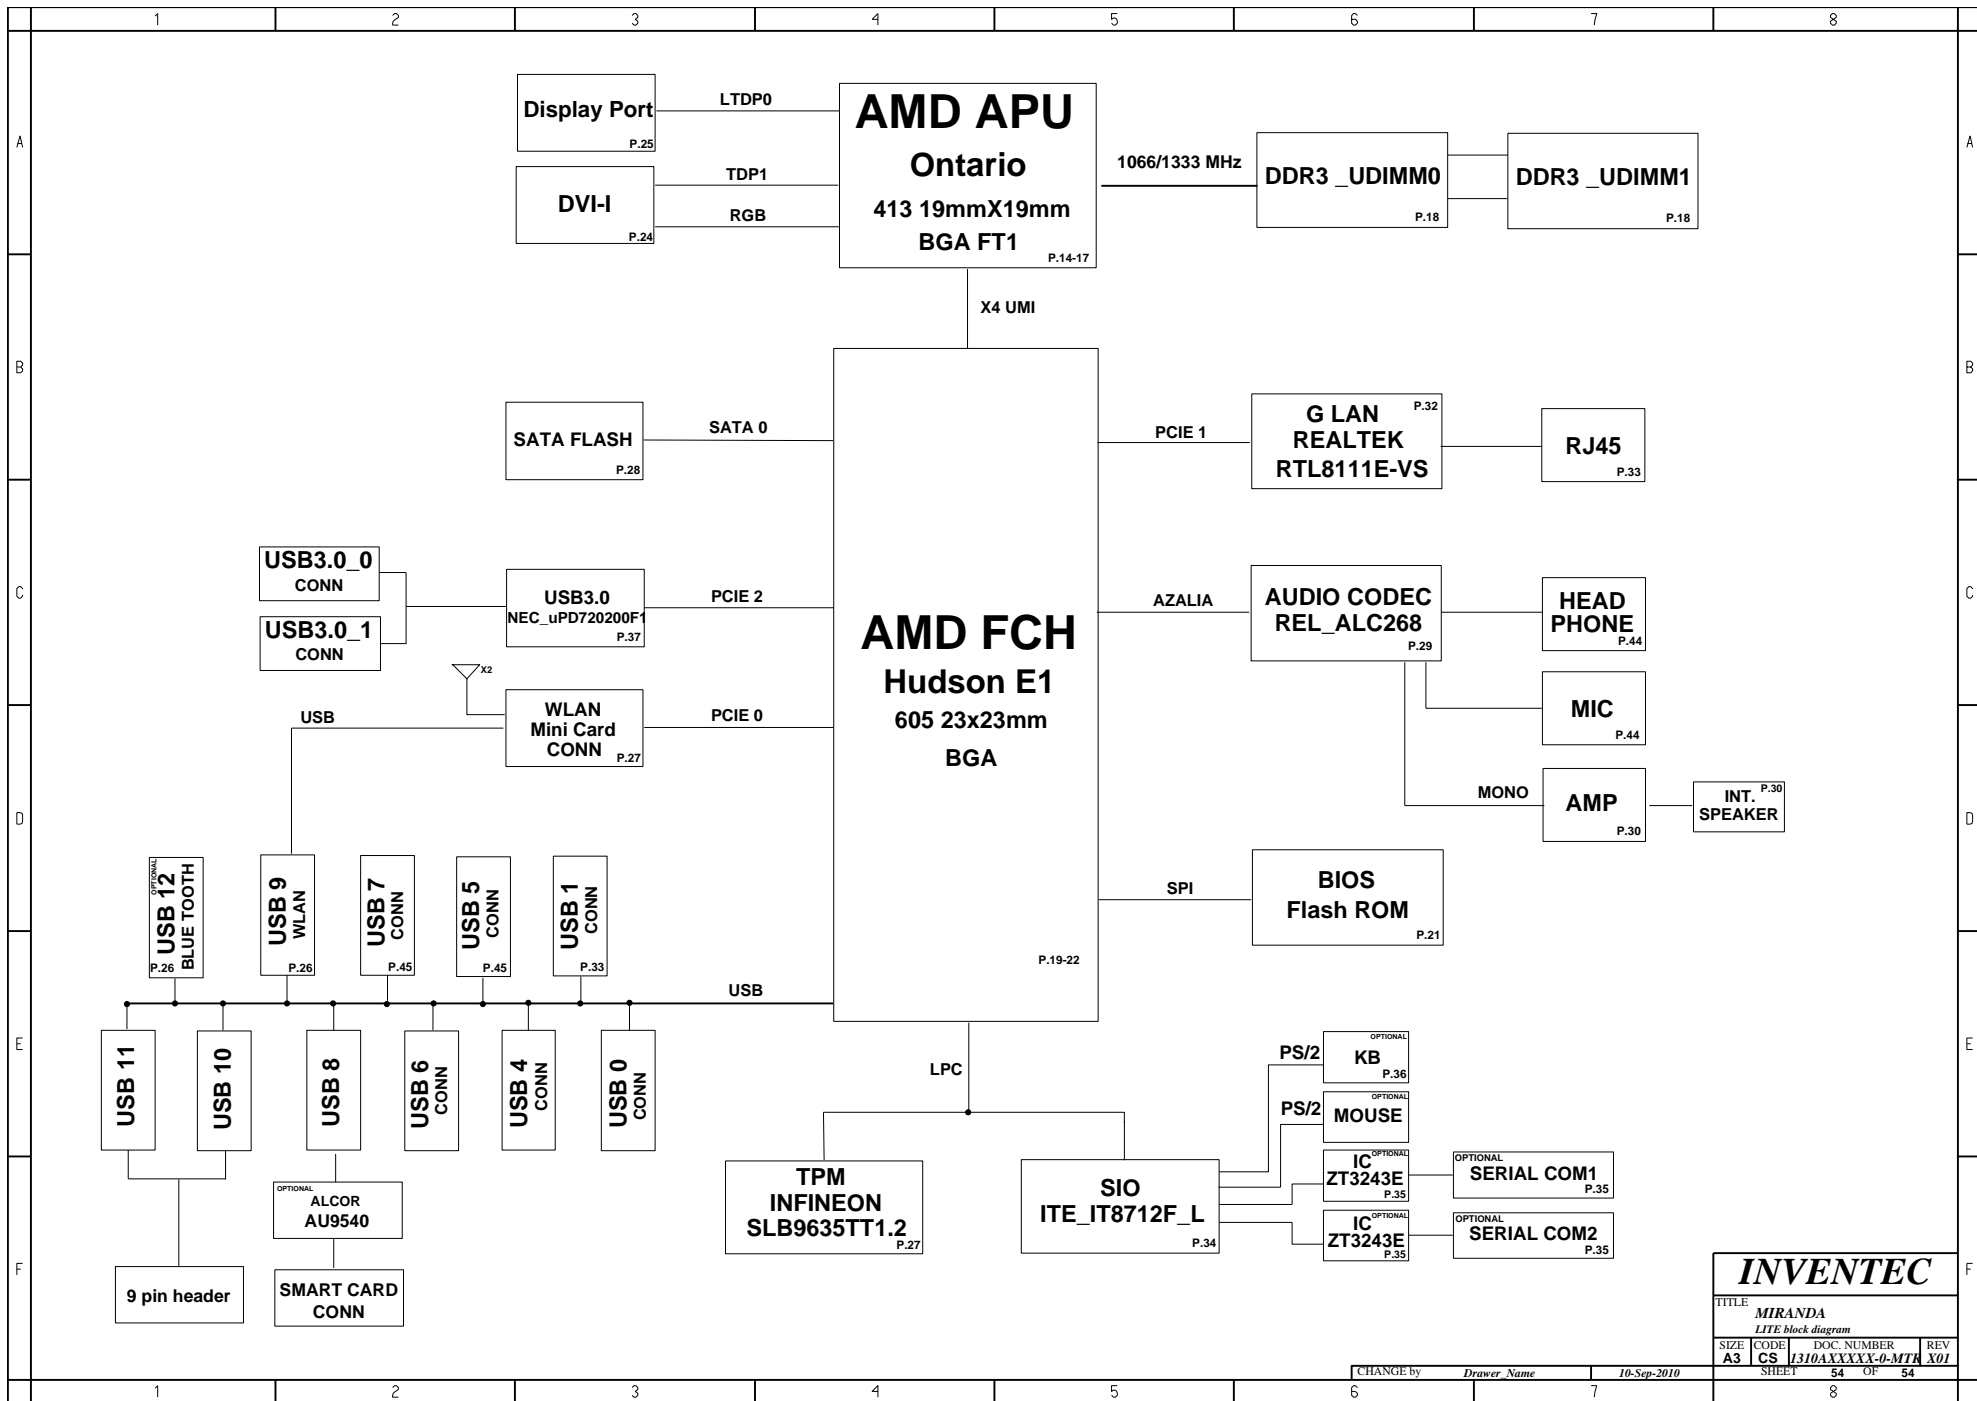 1 2 3 4 5 6 7 8
A
A
B
B
C
C
D
D
E
E
F
F
Display Port
P.25
LTDP0
DVI-I
P.24
TDP1
RGB
AMD APU
Ontario
413 19mmX19mm
BGA FT1
P.14-17
1066/1333 MHz
DDR3 _UDIMM0
P.18
DDR3 _UDIMM1
P.18
X4 UMI
SATA FLASH
P.28
SATA 0
USB3.0_0
CONN
USB3.0_1
CONN
USB3.0
NEC_uPD720200F1
P.37
PCIE 2
X2
WLAN
Mini Card
CONN
P.27
USB
PCIE 0
AMD FCH
Hudson E1
605 23x23mm
BGA
P.19-22
PCIE 1
G LAN
REALTEK
RTL8111E-VS
P.32
RJ45
P.33
AZALIA
AUDIO CODEC
REL_ALC268
P.29
HEAD
PHONE
P.44
MIC
P.44
MONO
AMP
P.30
INT.
SPEAKER
P.30
SPI
BIOS
Flash ROM
P.21
OPTIONAL
USB 12
BLUE TOOTH
P.26
USB 9
WLAN
P.26
USB 7
CONN
P.45
USB 5
CONN
P.45
USB 1
CONN
P.33
USB
USB 11
USB 10
USB 8
USB 6
CONN
USB 4
CONN
USB 0
CONN
9 pin header
OPTIONAL
ALCOR
AU9540
SMART CARD
CONN
LPC
TPM
INFINEON
SLB9635TT1.2
P.27
SIO
ITE_IT8712F_L
P.34
PS/2
OPTIONAL
KB
P.36
PS/2
OPTIONAL
MOUSE
OPTIONAL
IC
ZT3243E
P.35
OPTIONAL
SERIAL COM1
P.35
OPTIONAL
IC
ZT3243E
P.35
OPTIONAL
SERIAL COM2
P.35
INVENTEC
TITLE
MIRANDA
LITE block diagram
SIZE CODE DOC. NUMBER REV
A3 CS 1310AXXXXX-0-MTR X01
CHANGE by Drawer_Name 10-Sep-2010 SHEET 54 OF 54
1 2 3 4 5 6 7 8